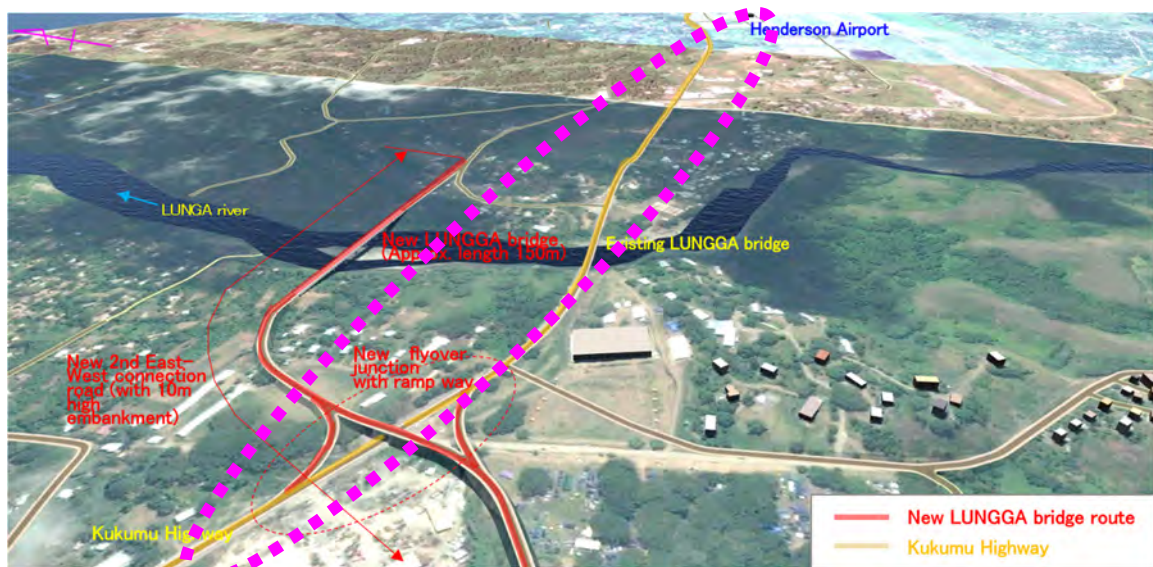 Henderson Airport
LUNGA river
New LUNGGA bridge
(Approx. length 150m)
Existing LUNGGA bridge
New 2nd East-
West connection
road (with 10m
high
embankment)
New flyover
junction
with ramp way
Kukumu Highway
New LUNGGA bridge route
Kukumu Highway